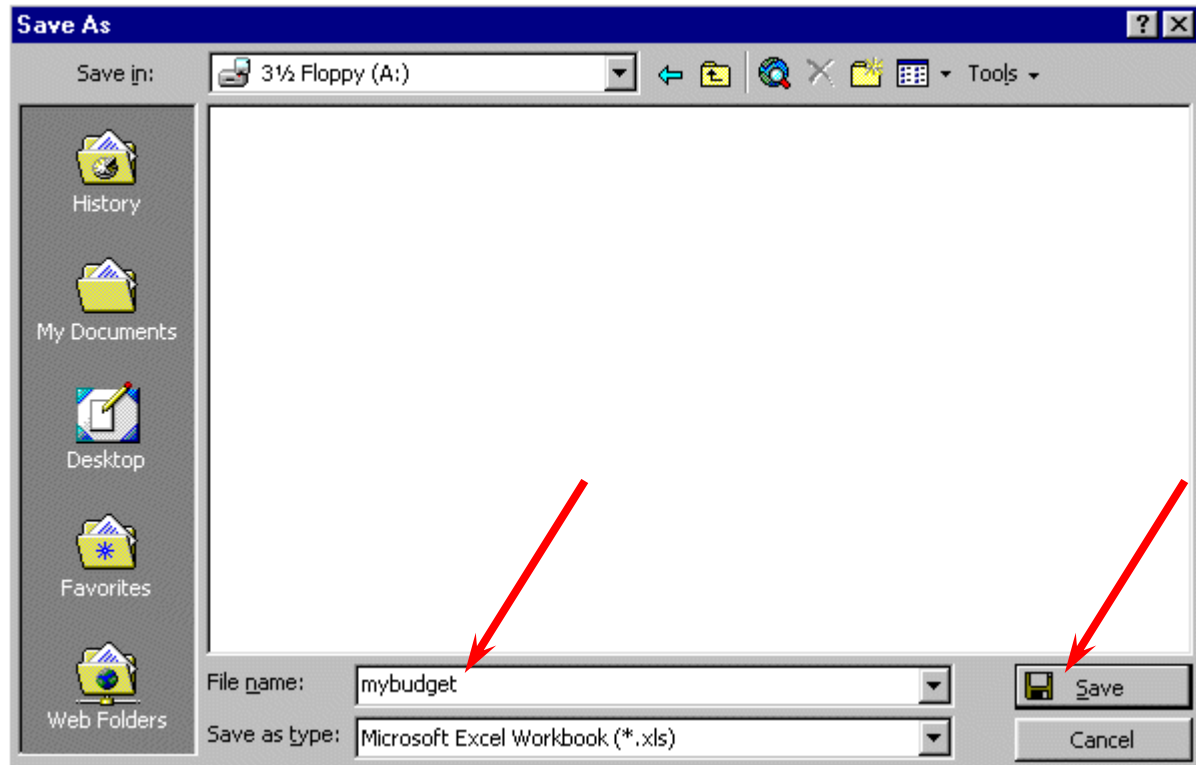 Save As
Save in:
3½ Floppy (A:)
Tools
History
My Documents
Desktop
Favorites
Web Folders
File name:
mybudget
Save
Save as type:
Microsoft Excel Workbook (*.xls)
Cancel